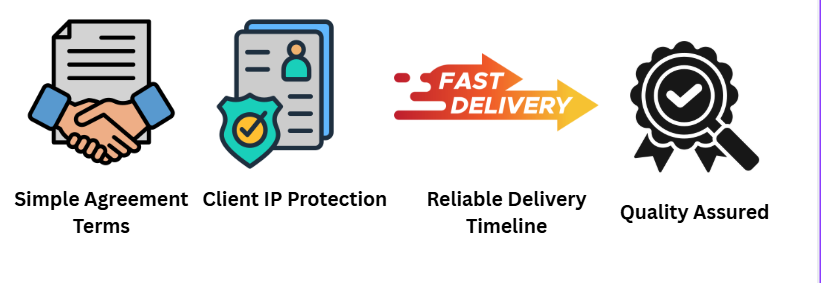 FAST
DELIVERY
Simple Agreement
Terms
Client IP Protection
Reliable Delivery
Timeline
Quality Assured